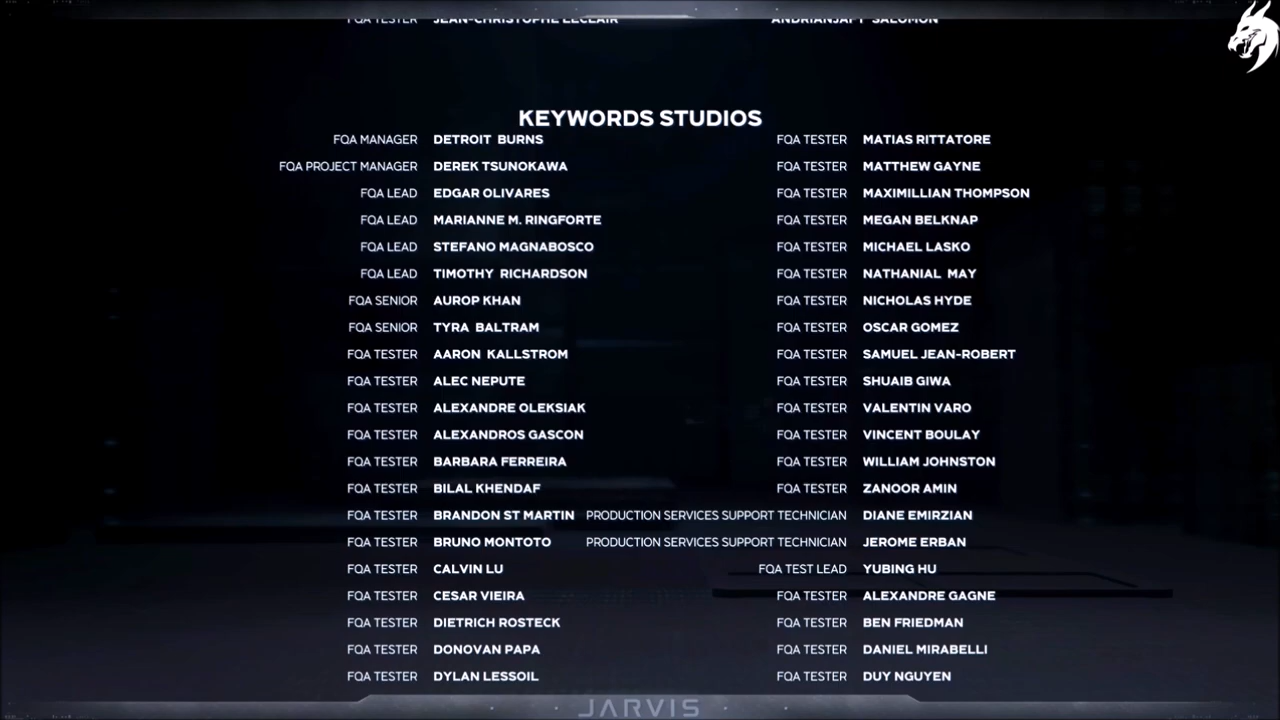 FQA TESTER JEAN-CHRISTOPHE LECLAIR
SALOMON
KEYWORDS STUDIOS
FQA MANAGER DETROIT BURNS
FQA PROJECT MANAGER DEREK TSUNOKAWA
FQA LEAD EDGAR OLIVARES
FQA LEAD MARIANNE M. RINGFORTE
FQA LEAD STEFANO MAGNABOSCO
FQA LEAD TIMOTHY RICHARDSON
FQA SENIOR AUROP KHAN
FQA SENIOR TYRA BALTRAM
FQA TESTER AARON KALLSTROM
FQA TESTER ALEC NEPUTE
FQA TESTER ALEXANDRE OLEKSIAK
FQA TESTER ALEXANDROS GASCON
FQA TESTER BARBARA FERREIRA
FQA TESTER BILAL KHENDAF
FQA TESTER BRANDON ST MARTIN
FQA TESTER BRUNO MONTOTO
FQA TESTER CALVIN LU
FQA TESTER CESAR VIEIRA
FQA TESTER DIETRICH ROSTECK
FQA TESTER DONOVAN PAPA
FQA TESTER DYLAN LESSOIL
FQA TESTER MATIAS RITTATORE
FQA TESTER MATTHEW GAYNE
FQA TESTER MAXIMILLIAN THOMPSON
FQA TESTER MEGAN BELKNAP
FQA TESTER MICHAEL LASKO
FQA TESTER NATHANIAL MAY
FQA TESTER NICHOLAS HYDE
FQA TESTER OSCAR GOMEZ
FQA TESTER SAMUEL JEAN-ROBERT
FQA TESTER SHUAIB GIWA
FQA TESTER VALENTIN VARO
FQA TESTER VINCENT BOULAY
FQA TESTER WILLIAM JOHNSTON
FQA TESTER ZANOOR AMIN
PRODUCTION SERVICES SUPPORT TECHNICIAN DIANE EMIRZIAN
PRODUCTION SERVICES SUPPORT TECHNICIAN JEROME ERBAN
FQA TEST LEAD YUBING HU
FQA TESTER ALEXANDRE GAGNE
FQA TESTER BEN FRIEDMAN
FQA TESTER DANIEL MIRABELLI
FQA TESTER DUY NGUYEN
JARVIS